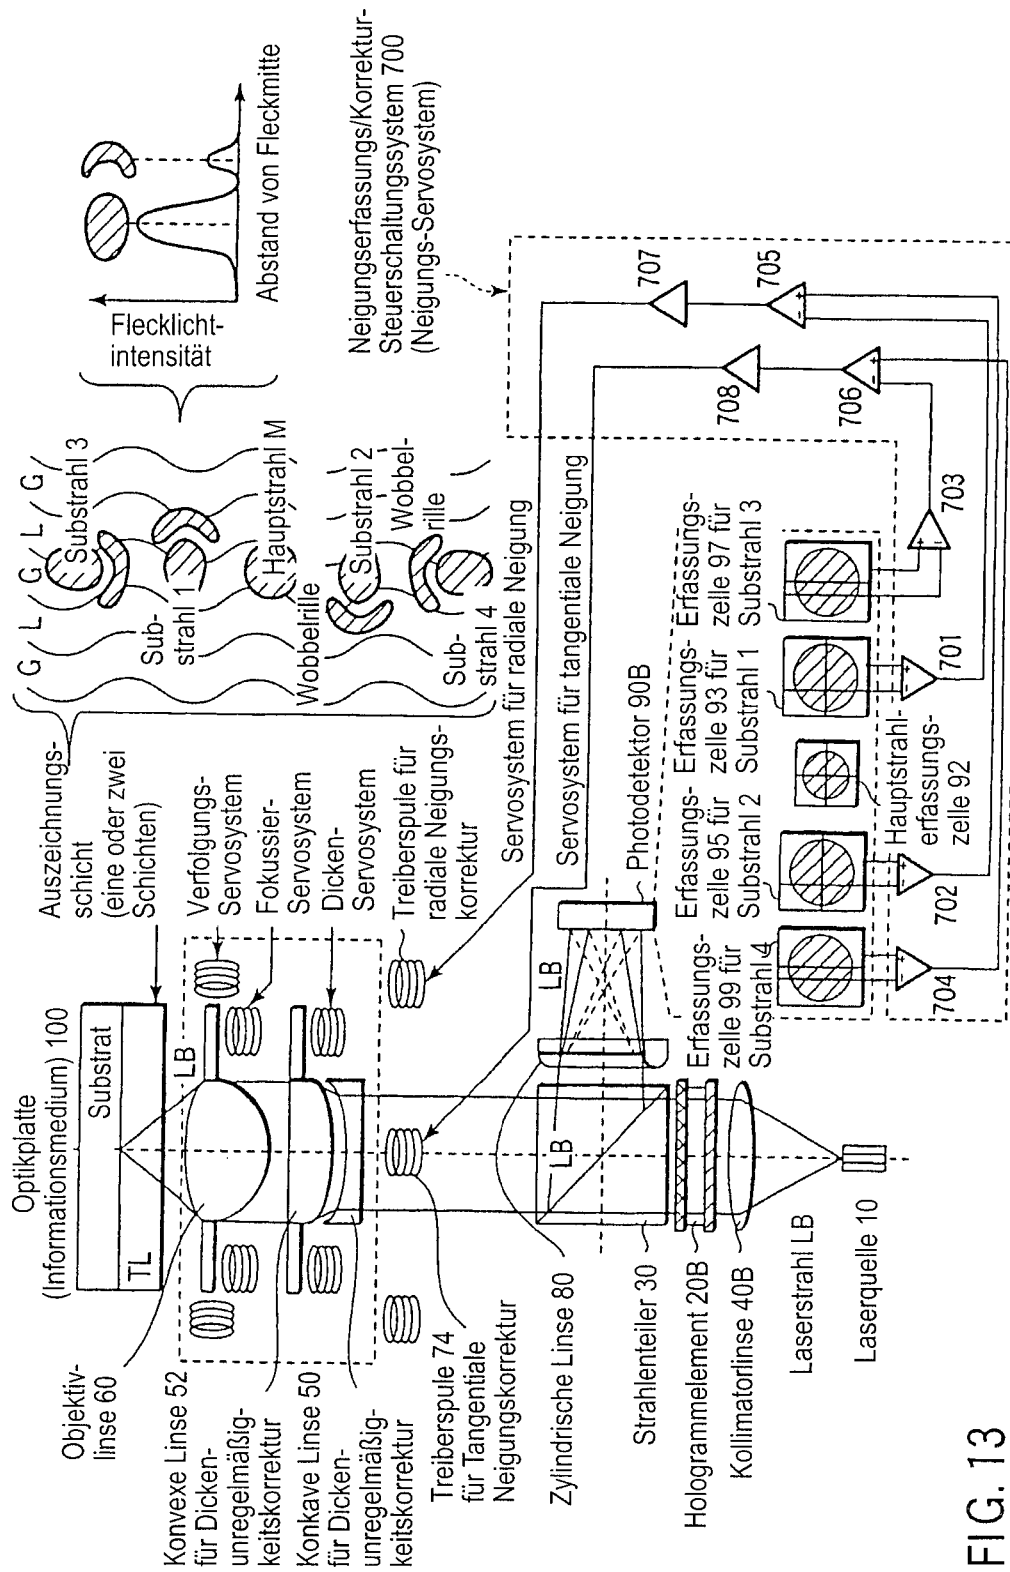 Optikplatte
(Informationsmedium) 100
Substrat
TL
Auszeichnungs-
schicht
(eine oder zwei
Schichten)
Objektiv-
linse 60
LB
Verfolgungs-
Servosystem
Fokussier-
Servosystem
Dicken-
Servosystem
Konvexe Linse 52
für Dicken-
unregelmäßig-
keitskorrektur
Konkave Linse 50
für Dicken-
unregelmäßig-
keitskorrektur
Treiberspule für
radiale Neigungs-
korrektur
Treiberspule 74
für Tangentiale
Neigungskorrektur
Servosystem für radiale Neigung
Servosystem für tangentiale Neigung
Zylindrische Linse 80
LB
LB
Photodetektor 90B
Strahlenteiler 30
Hologrammelement 20B
Kollimatorlinse 40B
Laserstrahl LB
Laserquelle 10
G
L
G
L
G
Substrahl 3
Sub-
strahl 1
Hauptstrahl M
Wobbelrille
Substrahl 2
Wobbel-
rille
Sub-
strahl 4
Flecklicht-
intensität
Abstand von Fleckmitte
Neigungserfassungs/Korrektur-
Steuerschaltungssystem 700
(Neigungs-Servosystem)
Erfassungs-
zelle 99 für
Substrahl 4
Erfassungs-
zelle 95 für
Substrahl 2
Erfassungs-
zelle 93 für
Substrahl 1
Erfassungs-
zelle 97 für
Substrahl 3
Hauptstrahl-
erfassungs-
zelle 92
704
702
701
703
706
705
708
707
- +
- +
- +
- +
- +
- +
FIG. 13